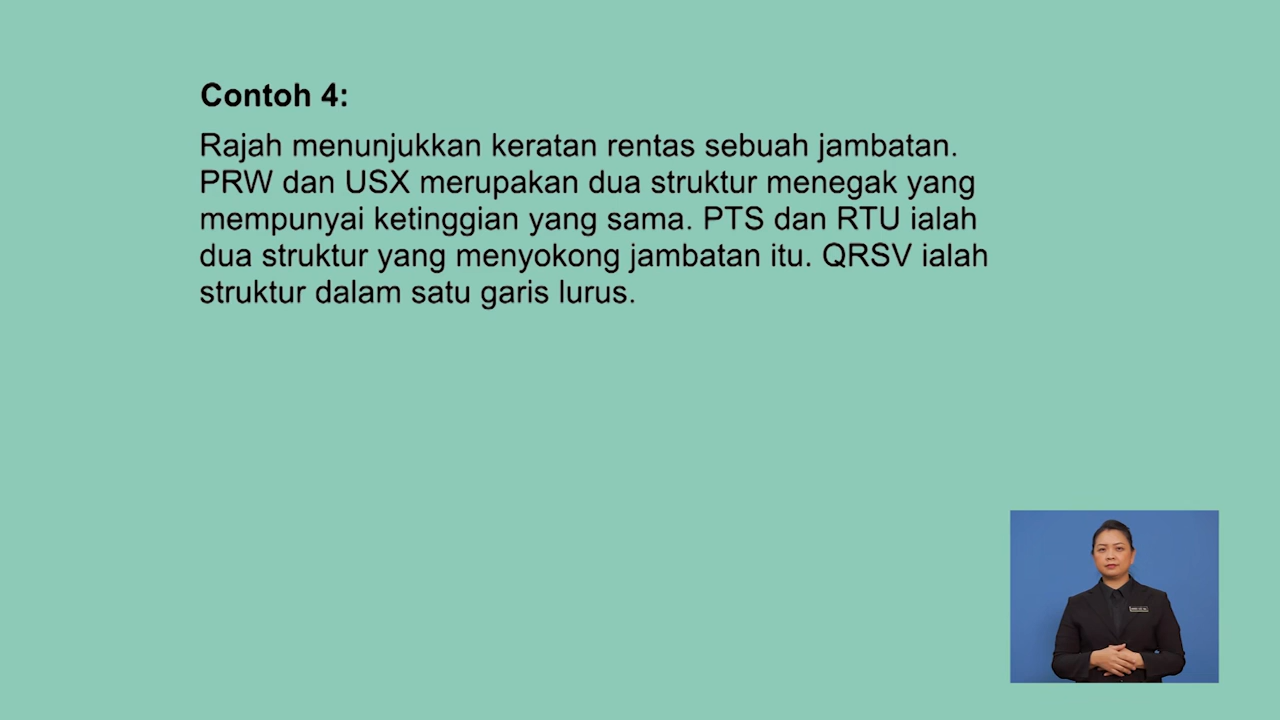 Contoh 4:
Rajah menunjukkan keratan rentas sebuah jambatan.
PRW dan USX merupakan dua struktur menegak yang
mempunyai ketinggian yang sama. PTS dan RTU ialah
dua struktur yang menyokong jambatan itu. QRSV ialah
struktur dalam satu garis lurus.